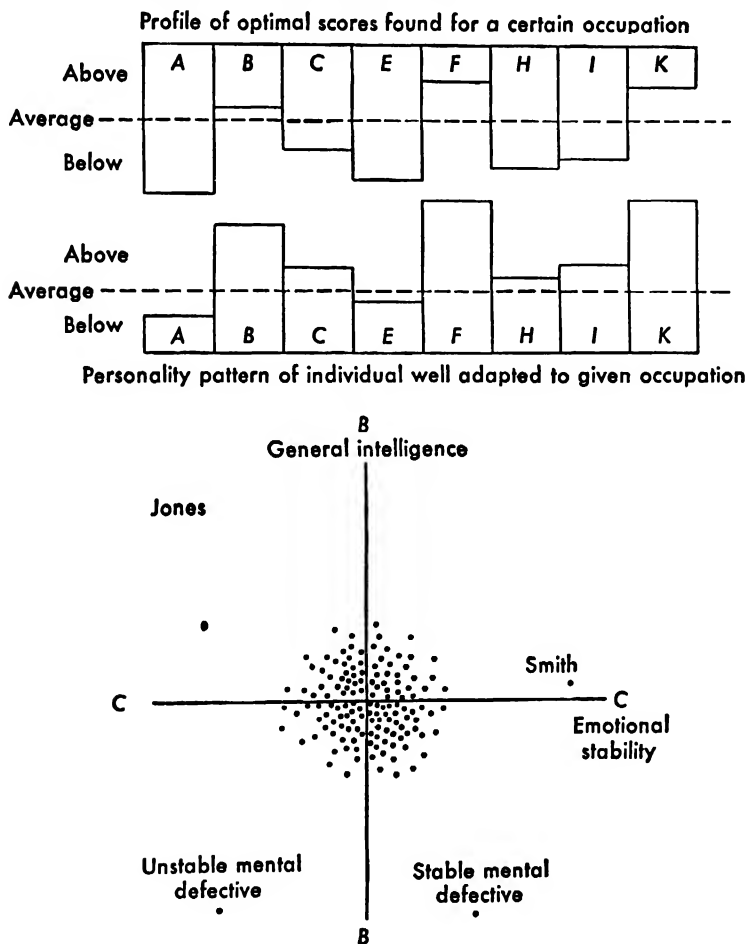 Profile of optimal scores found for a certain occupation
Above
A B C E F H I K
Average
Below
Above
Average
Below
A B C E F H I K
Personality pattern of individual well adapted to given occupation
B
General intelligence
Jones
Smith
C
C
Emotional
stability
Unstable mental
defective
Stable mental
defective
B